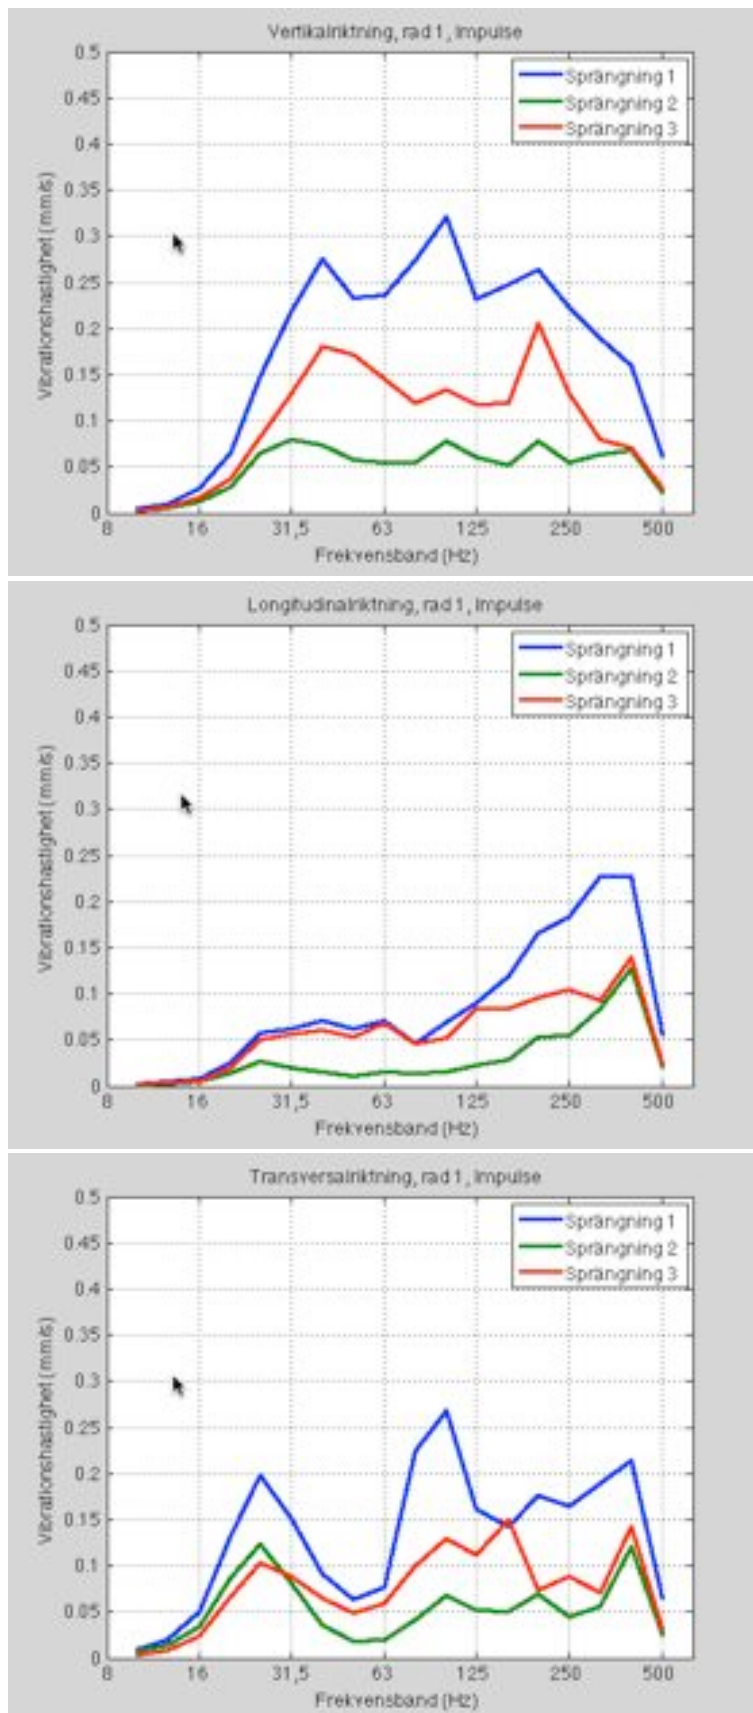 Vertikalriktning, rad 1, Impulse
0.5
0.45
0.4
0.35
0.3
0.25
0.2
0.15
0.1
0.05
0
Vibrationshastighet (mm/s)
Sprängning 1
Sprängning 2
Sprängning 3
8 16 31,5 63 125 250 500
Frekvensband (Hz)
Longitudinalriktning, rad 1, Impulse
0.5
0.45
0.4
0.35
0.3
0.25
0.2
0.15
0.1
0.05
0
Vibrationshastighet (mm/s)
Sprängning 1
Sprängning 2
Sprängning 3
8 16 31,5 63 125 250 500
Frekvensband (Hz)
Transversalriktning, rad 1, Impulse
0.5
0.45
0.4
0.35
0.3
0.25
0.2
0.15
0.1
0.05
0
Vibrationshastighet (mm/s)
Sprängning 1
Sprängning 2
Sprängning 3
8 16 31,5 63 125 250 500
Frekvensband (Hz)